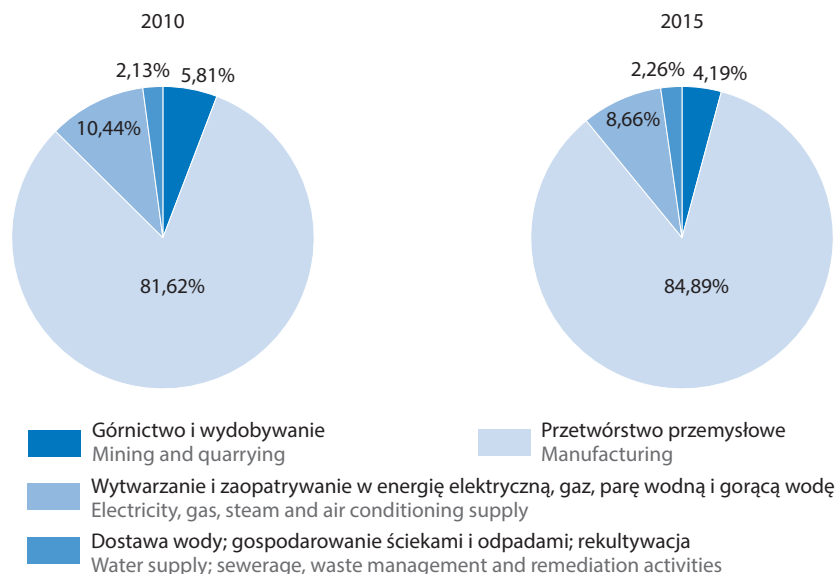 2010
2,13%
5,81%
10,44%
81,62%
2015
2,26%
4,19%
8,66%
84,89%
Górnictwo i wydobywanie
Mining and quarrying
Przetwórstwo przemysłowe
Manufacturing
Wytwarzanie i zaopatrywanie w energię elektryczną, gaz, parę wodną i gorącą wodę
Electricity, gas, steam and air conditioning supply
Dostawa wody; gospodarowanie ściekami i odpadami; rekultywacja
Water supply; sewerage, waste management and remediation activities